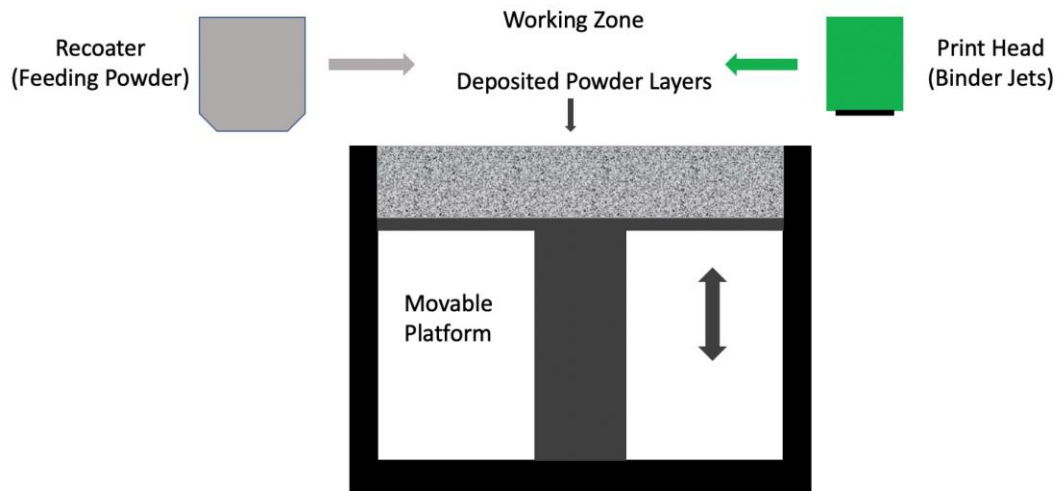 Working Zone
Recoater
(Feeding Powder)
Print Head
(Binder Jets)
Deposited Powder Layers
Movable
Platform